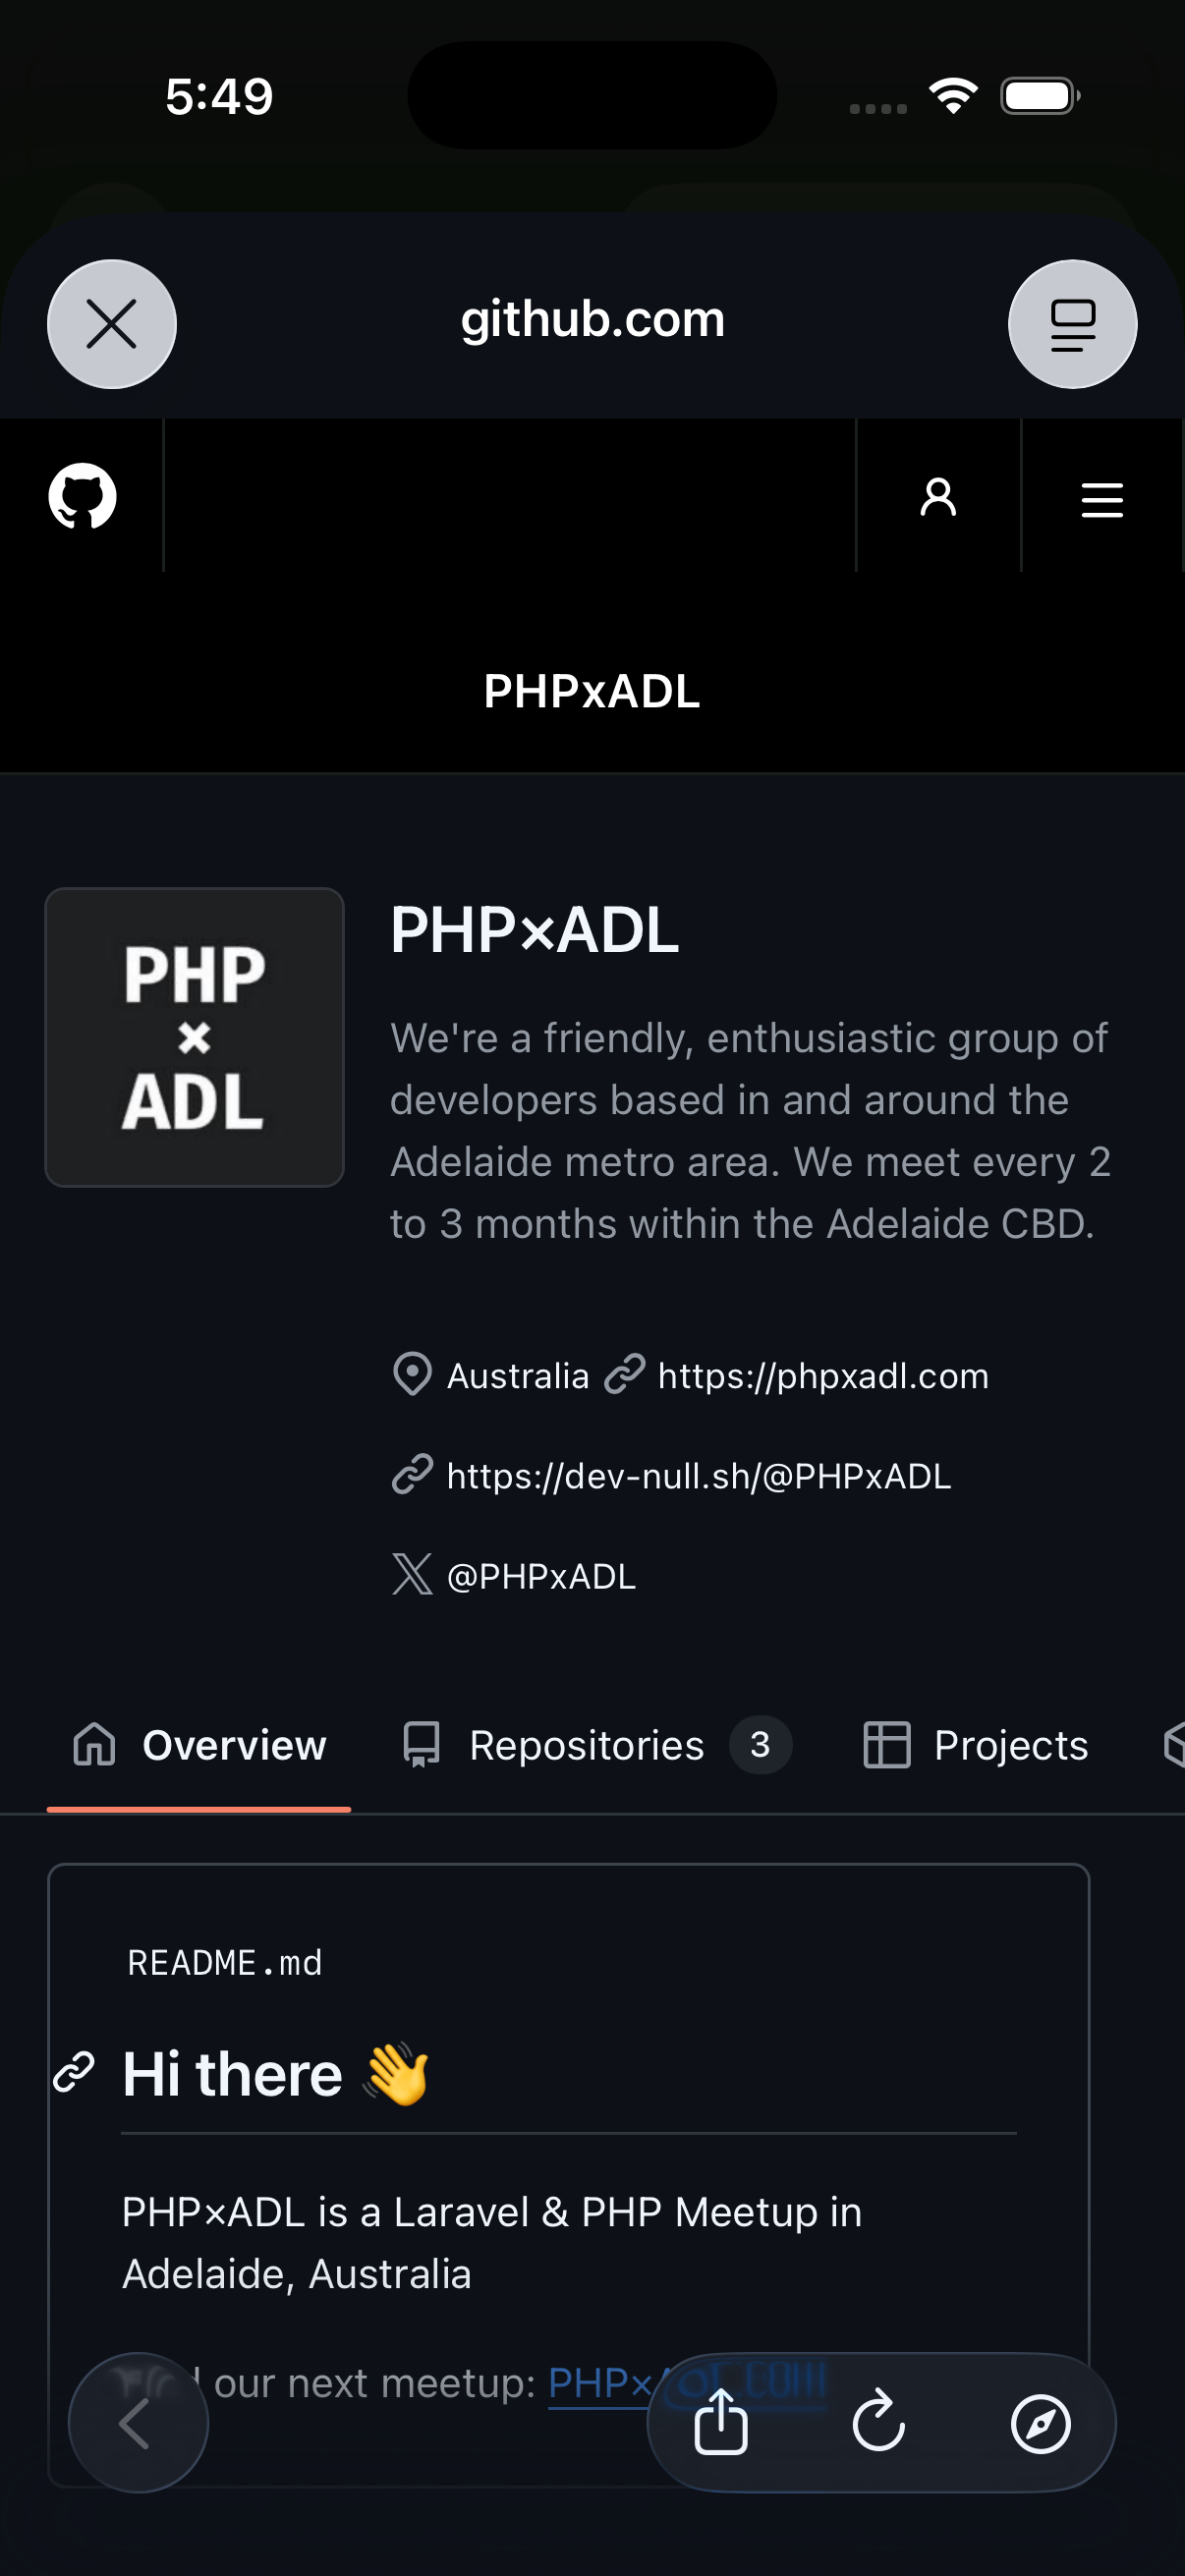 5:49
github.com
PHPxADL
PHP
×
ADL
PHP×ADL
We're a friendly, enthusiastic group of
developers based in and around the
Adelaide metro area. We meet every 2
to 3 months within the Adelaide CBD.
Australia https://phpxadl.com
https://dev-null.sh/@PHPxADL
@PHPxADL
Overview Repositories 3 Projects
README.md
Hi there 👋
PHP×ADL is a Laravel & PHP Meetup in
Adelaide, Australia
our next meetup: PHP×ADL.com